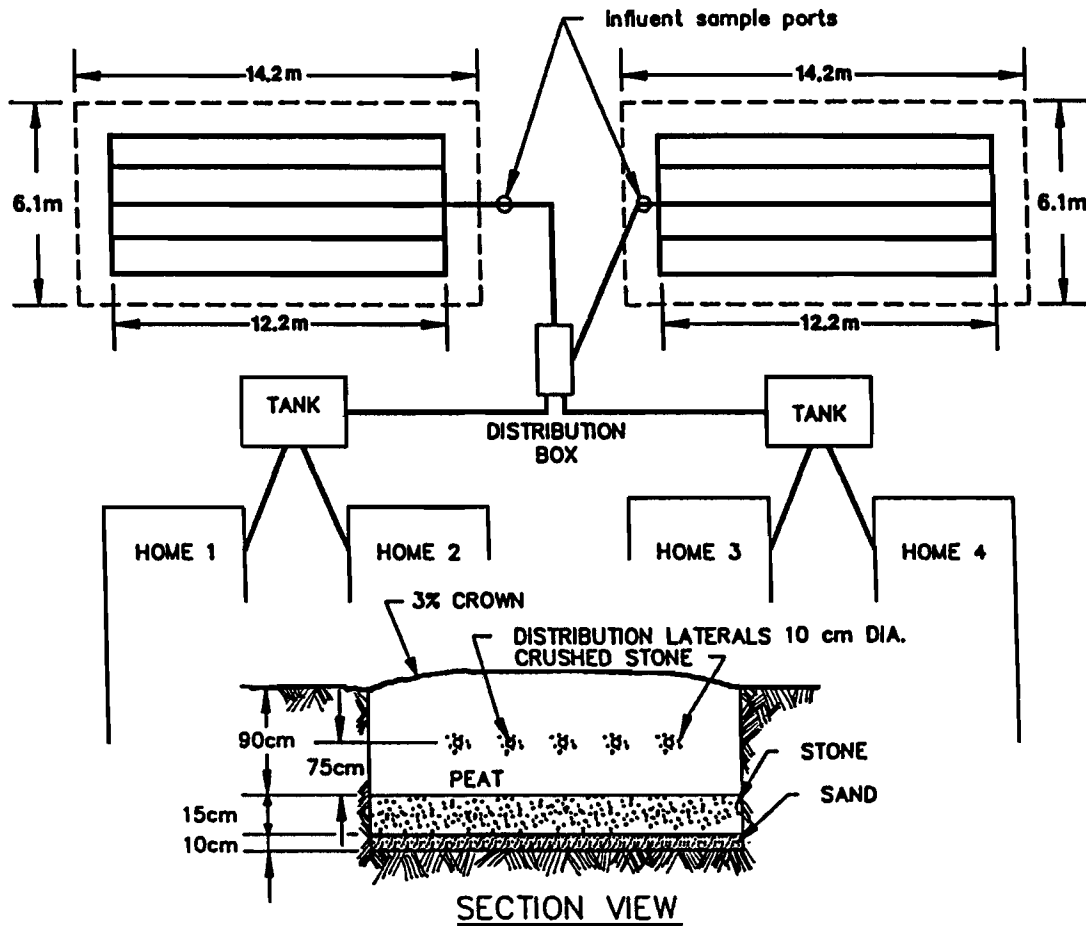 Influent sample ports
14.2m
14.2m
6.1m
6.1m
12.2m
12.2m
TANK
TANK
DISTRIBUTION
BOX
HOME 1
HOME 2
HOME 3
HOME 4
3% CROWN
DISTRIBUTION LATERALS 10 cm DIA.
CRUSHED STONE
90cm
75cm
PEAT
STONE
SAND
15cm
10cm
SECTION VIEW